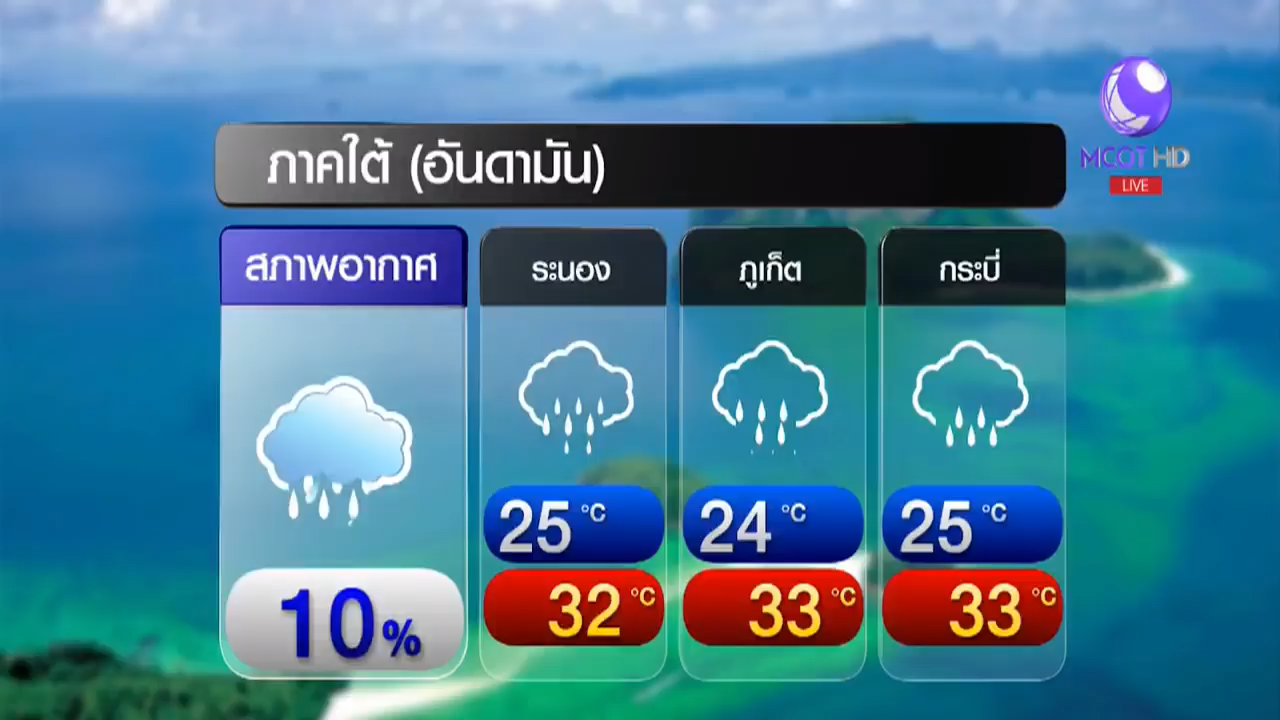 ภาคใต้ (อันดามัน)
MCOT HD
LIVE
สภาพอากาศ
ระนอง
ภูเก็ต
กระบี่
25 °C
24 °C
25 °C
10%
32 °C
33 °C
33 °C